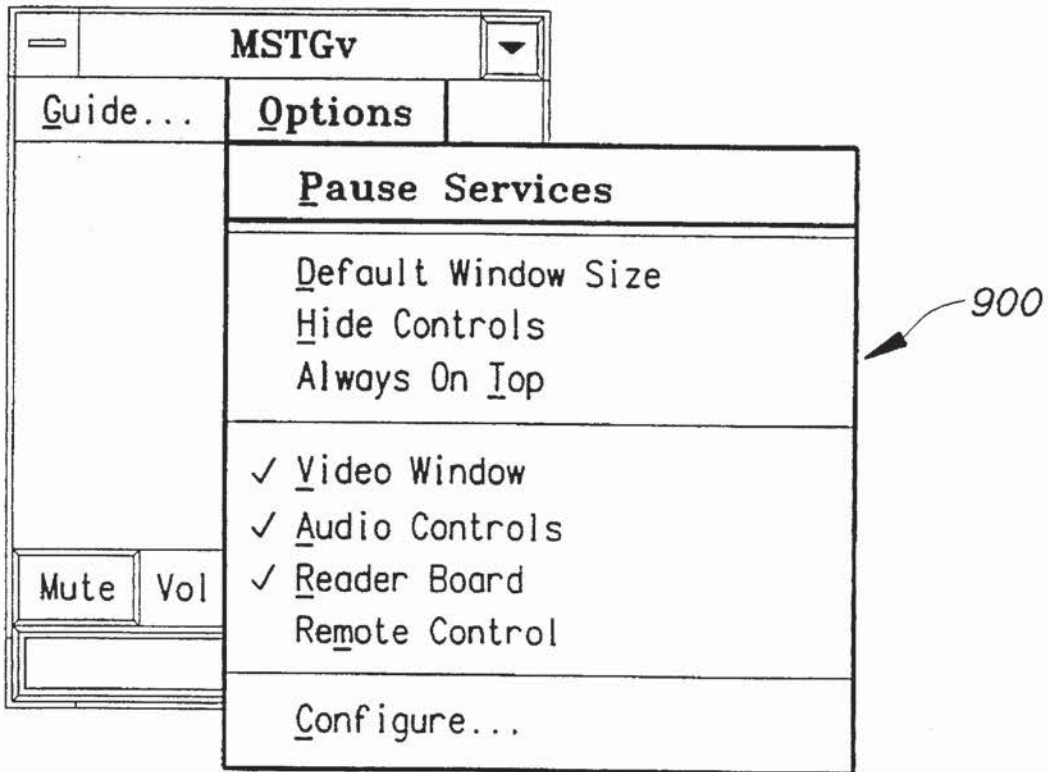 MSTGv
Guide... Options
Pause Services
Default Window Size
Hide Controls
Always On Top
900
✓ Video Window
✓ Audio Controls
✓ Reader Board
Mute Vol
Remote Control
Configure...